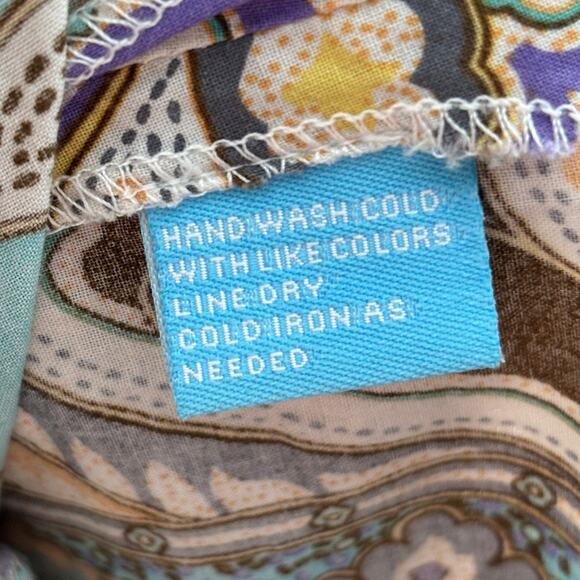 HAND WASH COLD
WITH LIKE COLORS
LINE DRY
COLD IRON AS
NEEDED